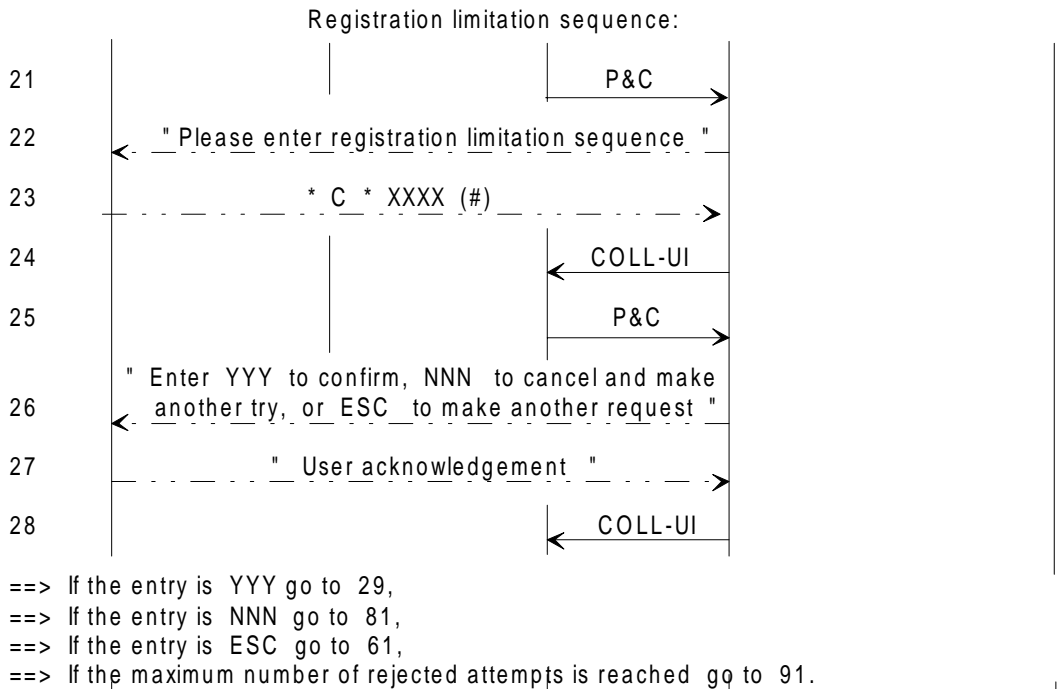 Registration limitation sequence:
21 P&C
22 " Please enter registration limitation sequence "
23 * C * XXXX (#)
24 COLL-UI
25 P&C
" Enter YYY to confirm, NNN to cancel and make
26 another try, or ESC to make another request "
27 " User acknowledgement "
28 COLL-UI
==> If the entry is YYY go to 29,
==> If the entry is NNN go to 81,
==> If the entry is ESC go to 61,
==> If the maximum number of rejected attempts is reached go to 91.